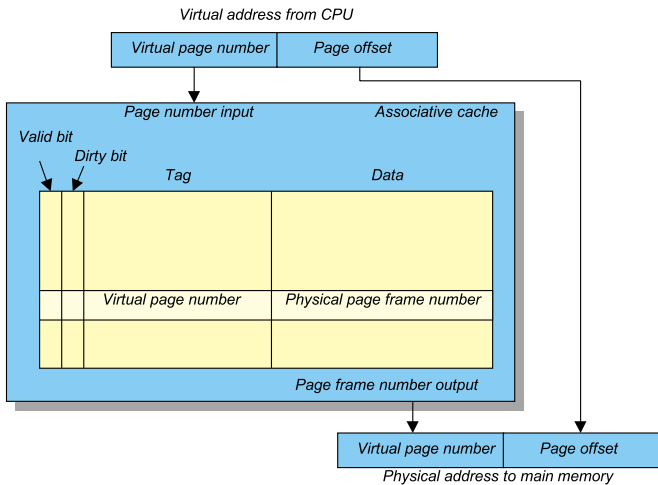 Virtual address from CPU
Virtual page number
Page offset
Page number input
Associative cache
Valid bit
Dirty bit
Tag
Data
Virtual page number
Physical page frame number
Page frame number output
Virtual page number
Page offset
Physical address to main memory